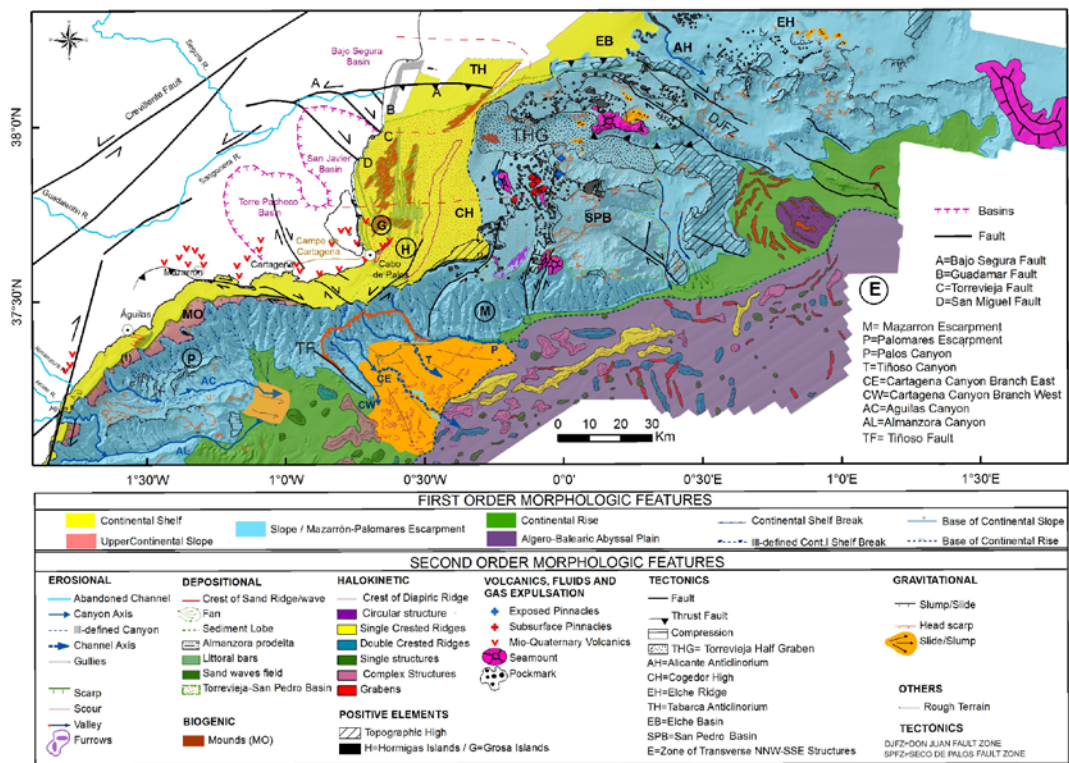 EH
EB
AH
TH
Bajo Segura
Basin
Segura R.
Crevillente Fault
A
A
B
C
D
38°0'N
THG
DJFZ
San Javier
Basin
Sangonera R.
Guadalentín R.
Torre Pacheco
Basin
G
H
CH
SPB
Campo de
Cartagena
Cabo
de Palos
Cartagena
Mazarrón
37°30'N
Águilas
MO
M
P
TF
T
P
CE
CW
AC
AL
E
Basins
Fault
A=Bajo Segura Fault
B=Guadamar Fault
C=Torrevieja Fault
D=San Miguel Fault
M= Mazarron Escarpment
P=Palomares Escarpment
P=Palos Canyon
T=Tiñoso Canyon
CE=Cartagena Canyon Branch East
CW=Cartagena Canyon Branch West
AC=Aguilas Canyon
AL=Almanzora Canyon
TF= Tiñoso Fault
0 10 20 30
Km
1°30'W 1°0'W 0°30'W 0°0' 0°30'E 1°0'E
FIRST ORDER MORPHOLOGIC FEATURES
Continental Shelf
UpperContinental Slope
Slope / Mazarrón-Palomares Escarpment
Continental Rise
Algero-Balearic Abyssal Plain
Continental Shelf Break
Ill-defined Cont.l Shelf Break
Base of Continental Slope
Base of Continental Rise
SECOND ORDER MORPHOLOGIC FEATURES
EROSIONAL
Abandoned Channel
Canyon Axis
Ill-defined Canyon
Channel Axis
Gullies
Scarp
Scour
Valley
Furrows
DEPOSITIONAL
Crest of Sand Ridge/wave
Fan
Sediment Lobe
Almanzora prodelta
Littoral bars
Sand waves field
Torrevieja-San Pedro Basin
BIOGENIC
Mounds (MO)
HALOKINETIC
Crest of Diapiric Ridge
Circular structure
Single Crested Ridges
Double Crested Ridges
Single structures
Complex Structures
Grabens
POSITIVE ELEMENTS
Topographic High
H=Hormigas Islands / G=Grosa Islands
VOLCANICS, FLUIDS AND
GAS EXPULSATION
Exposed Pinnacles
Subsurface Pinnacles
Mio-Quaternary Volcanics
Seamount
Pockmark
TECTONICS
Fault
Thrust Fault
Compression
THG= Torrevieja Half Graben
AH=Alicante Anticlinorium
CH=Cogedor High
EH=Elche Ridge
TH=Tabarca Anticlinorium
EB=Elche Basin
SPB=San Pedro Basin
E=Zone of Transverse NNW-SSE Structures
GRAVITATIONAL
Slump/Slide
Head scarp
Slide/Slump
OTHERS
Rough Terrain
TECTONICS
DJFZ=DON JUAN FAULT ZONE
SPFZ=SECO DE PALOS FAULT ZONE